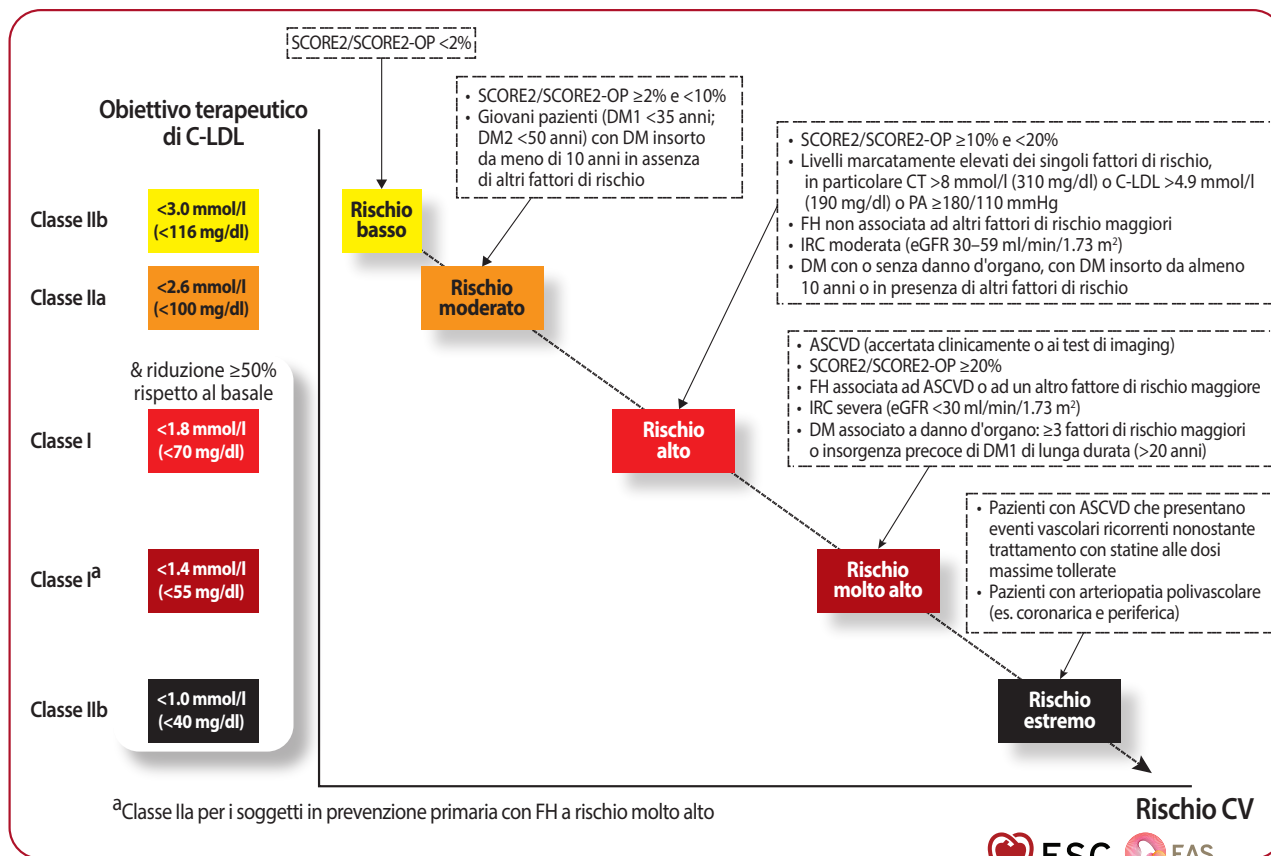 SCORE2/SCORE2-OP <2%
Obiettivo terapeutico
di C-LDL
• SCORE2/SCORE2-OP ≥2% e <10%
• Giovani pazienti (DM1 <35 anni;
DM2 <50 anni) con DM insorto
da meno di 10 anni in assenza
di altri fattori di rischio
• SCORE2/SCORE2-OP ≥10% e <20%
• Livelli marcatamente elevati dei singoli fattori di rischio,
in particolare CT >8 mmol/l (310 mg/dl) o C-LDL >4.9 mmol/l
(190 mg/dl) o PA ≥180/110 mmHg
• FH non associata ad altri fattori di rischio maggiori
• IRC moderata (eGFR 30–59 ml/min/1.73 m²)
• DM con o senza danno d'organo, con DM insorto da almeno
10 anni o in presenza di altri fattori di rischio
Classe IIb
<3.0 mmol/l
(<116 mg/dl)
Rischio
basso
Classe IIa
<2.6 mmol/l
(<100 mg/dl)
Rischio
moderato
• ASCVD (accertata clinicamente o ai test di imaging)
• SCORE2/SCORE2-OP ≥20%
• FH associata ad ASCVD o ad un altro fattore di rischio maggiore
• IRC severa (eGFR <30 ml/min/1.73 m²)
• DM associato a danno d'organo: ≥3 fattori di rischio maggiori
o insorgenza precoce di DM1 di lunga durata (>20 anni)
& riduzione ≥50%
rispetto al basale
Classe I
<1.8 mmol/l
(<70 mg/dl)
Rischio
alto
• Pazienti con ASCVD che presentano
eventi vascolari ricorrenti nonostante
trattamento con statine alle dosi
massime tollerate
• Pazienti con arteriopatia polivascolare
(es. coronarica e periferica)
Classe Iª
<1.4 mmol/l
(<55 mg/dl)
Rischio
molto alto
Classe IIb
<1.0 mmol/l
(<40 mg/dl)
Rischio
estremo
ªClasse IIa per i soggetti in prevenzione primaria con FH a rischio molto alto
Rischio CV
ESC
EAS